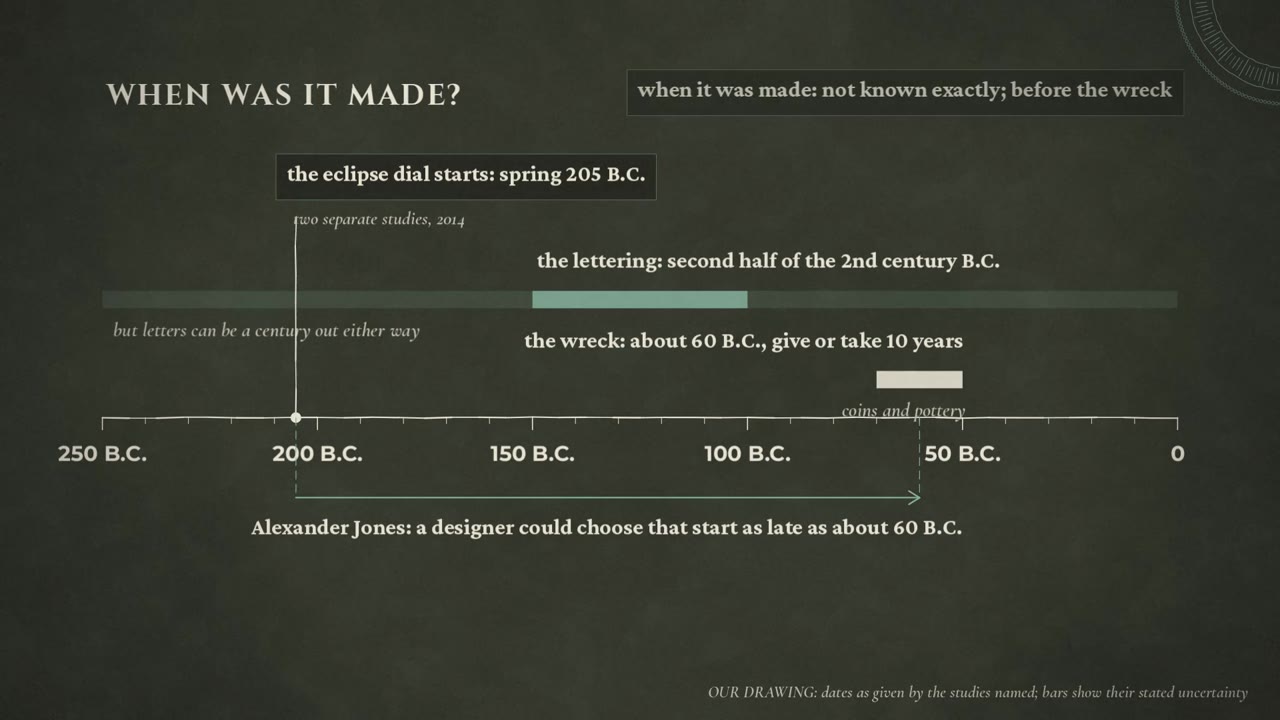 WHEN WAS IT MADE?
when it was made: not known exactly; before the wreck
the eclipse dial starts: spring 205 B.C.
two separate studies, 2014
the lettering: second half of the 2nd century B.C.
but letters can be a century out either way
the wreck: about 60 B.C., give or take 10 years
coins and pottery
250 B.C. 200 B.C. 150 B.C. 100 B.C. 50 B.C. 0
Alexander Jones: a designer could choose that start as late as about 60 B.C.
OUR DRAWING: dates as given by the studies named; bars show their stated uncertainty